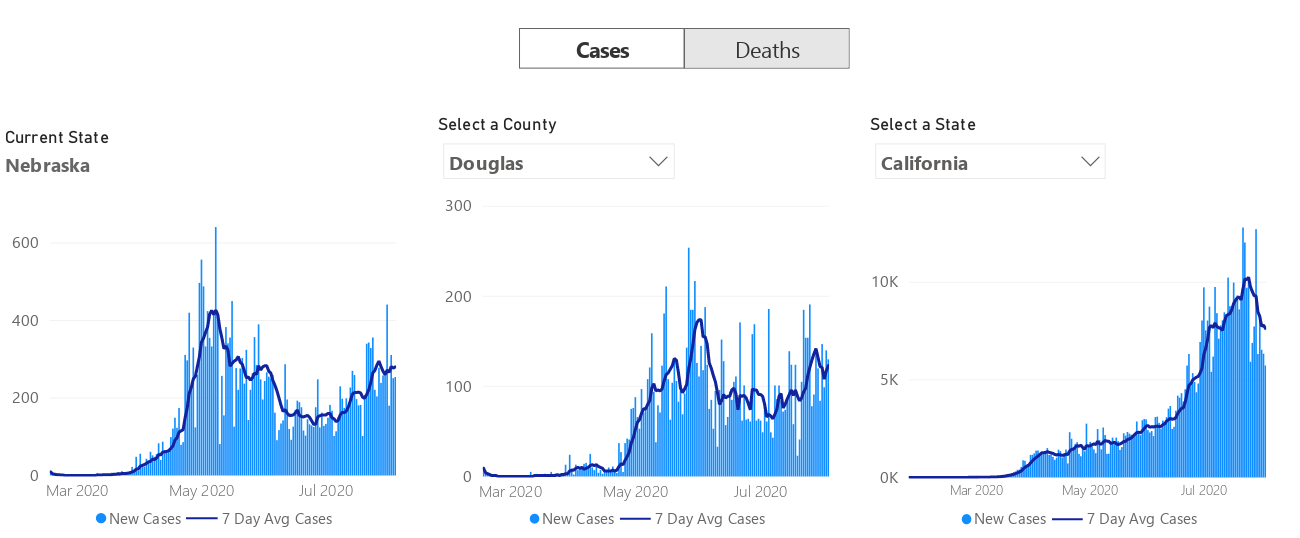 Cases Deaths
Current State
Nebraska
600
400
200
0
Mar 2020 May 2020 Jul 2020
New Cases 7 Day Avg Cases
Select a County
Douglas
300
200
100
0
Mar 2020 May 2020 Jul 2020
New Cases 7 Day Avg Cases
Select a State
California
10K
5K
0K
Mar 2020 May 2020 Jul 2020
New Cases 7 Day Avg Cases